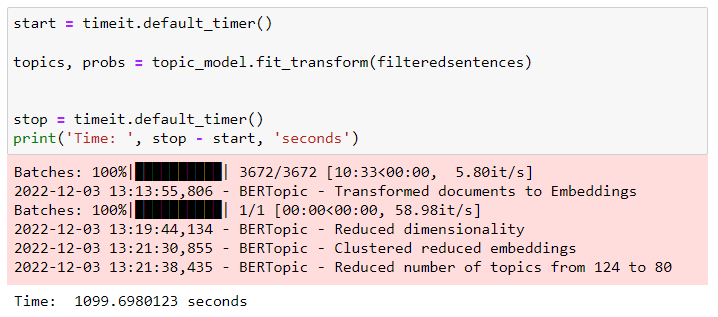 start = timeit.default_timer()
topics, probs = topic_model.fit_transform(filteredsentences)
stop = timeit.default_timer()
print('Time: ', stop - start, 'seconds')
Batches: 100%|██████████| 3672/3672 [10:33<00:00,  5.80it/s]
2022-12-03 13:13:55,806 - BERTopic - Transformed documents to Embeddings
Batches: 100%|██████████| 1/1 [00:00<00:00, 58.98it/s]
2022-12-03 13:19:44,134 - BERTopic - Reduced dimensionality
2022-12-03 13:21:30,855 - BERTopic - Clustered reduced embeddings
2022-12-03 13:21:38,435 - BERTopic - Reduced number of topics from 124 to 80
Time:  1099.6980123 seconds